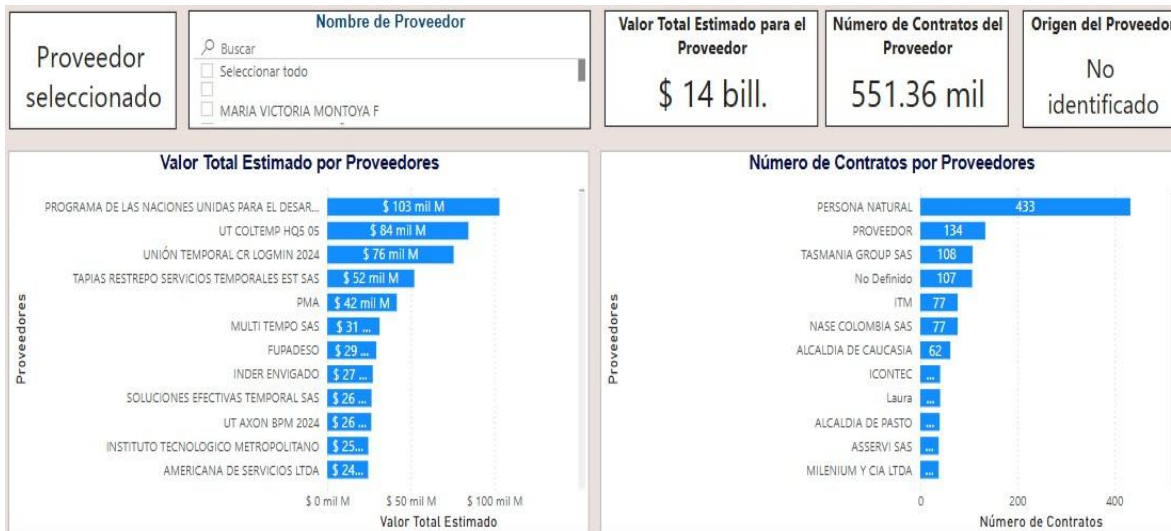 Proveedor
seleccionado
Nombre de Proveedor
Buscar
Seleccionar todo
MARIA VICTORIA MONTOYA F
Valor Total Estimado para el
Proveedor
$ 14 bill.
Número de Contratos del
Proveedor
551.36 mil
Origen del Proveedor
No
identificado
Valor Total Estimado por Proveedores
Proveedores
PROGRAMA DE LAS NACIONES UNIDAS PARA EL DESAR... $ 103 mil M
UT COLTEMP HQ5 05 $ 84 mil M
UNIÓN TEMPORAL CR LOGMIN 2024 $ 76 mil M
TAPIAS RESTREPO SERVICIOS TEMPORALES EST SAS $ 52 mil M
PMA $ 42 mil M
MULTI TEMPO SAS $ 31 ...
FUPADESO $ 29 ...
INDER ENVIGADO $ 27 ...
SOLUCIONES EFECTIVAS TEMPORAL SAS $ 26 ...
UT AXON BPM 2024 $ 26 ...
INSTITUTO TECNOLOGICO METROPOLITANO $ 25...
AMERICANA DE SERVICIOS LTDA $ 24...
$ 0 mil M $ 50 mil M $ 100 mil M
Valor Total Estimado
Número de Contratos por Proveedores
Proveedores
PERSONA NATURAL 433
PROVEEDOR 134
TASMANIA GROUP SAS 108
No Definido 107
ITM 77
NASE COLOMBIA SAS 77
ALCALDIA DE CAUCASIA 62
ICONTEC ...
Laura ...
ALCALDIA DE PASTO ...
ASSERVI SAS ...
MILENIUM Y CIA LTDA ...
0 200 400
Número de Contratos